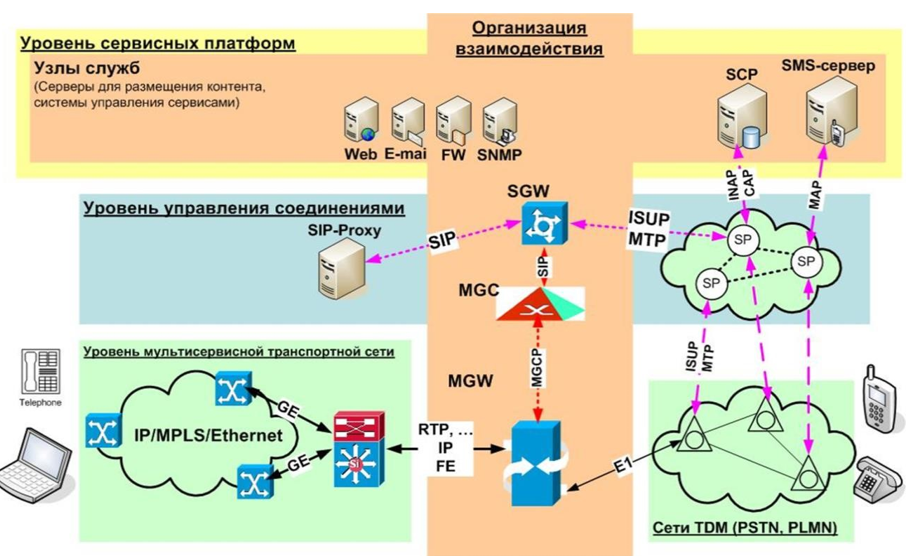 Организация
взаимодействия
Уровень сервисных платформ
Узлы служб
(Серверы для размещения контента,
системы управления сервисами)
Web
E-mai
FW
SNMP
SCP
SMS-сервер
INAP
CAP
MAP
Уровень управления соединениями
SIP-Proxy
SIP
SGW
ISUP
MTP
SP
SP
SP
SIP
MGC
MGCP
ISUP
MTP
Уровень мультисервисной транспортной сети
Telephone
IP/MPLS/Ethernet
GE
GE
Si
MGW
RTP, ...
IP
FE
E1
Сети TDM (PSTN, PLMN)